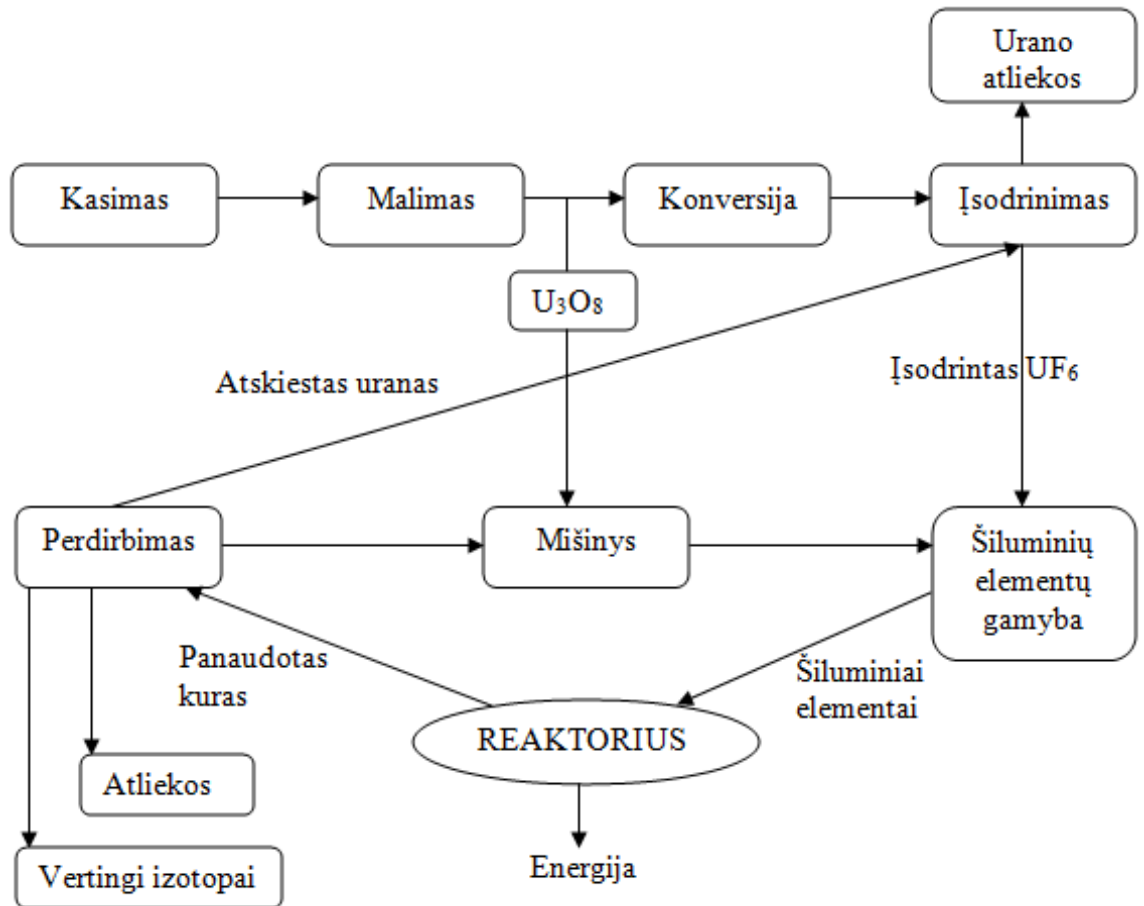 Urano
atliekos
Kasimas
Malimas
Konversija
Įsodrinimas
U₃O₈
Atskiestas uranas
Įsodrintas UF₆
Perdirbimas
Mišinys
Šiluminių
elementų
gamyba
Panaudotas
kuras
Šiluminiai
elementai
REAKTORIUS
Atliekos
Energija
Vertingi izotopai